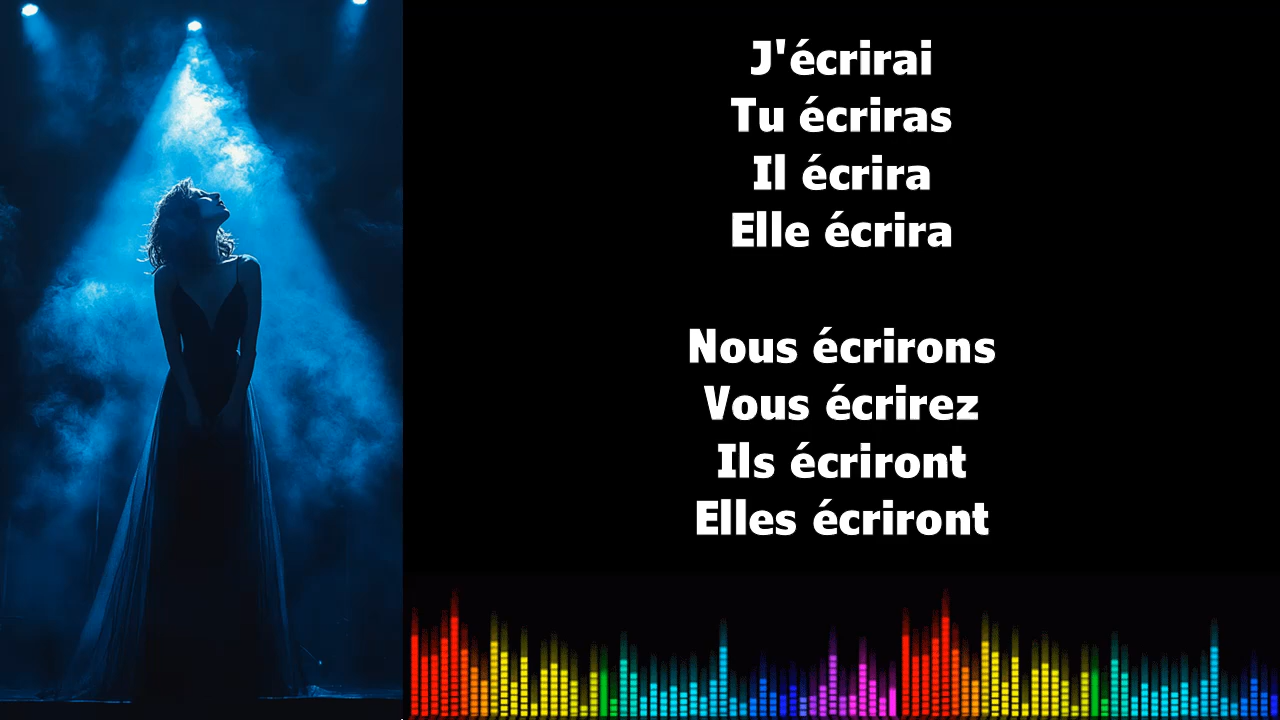 J'écrirai
Tu écriras
Il écrira
Elle écrira
Nous écrirons
Vous écrirez
Ils écriront
Elles écriront